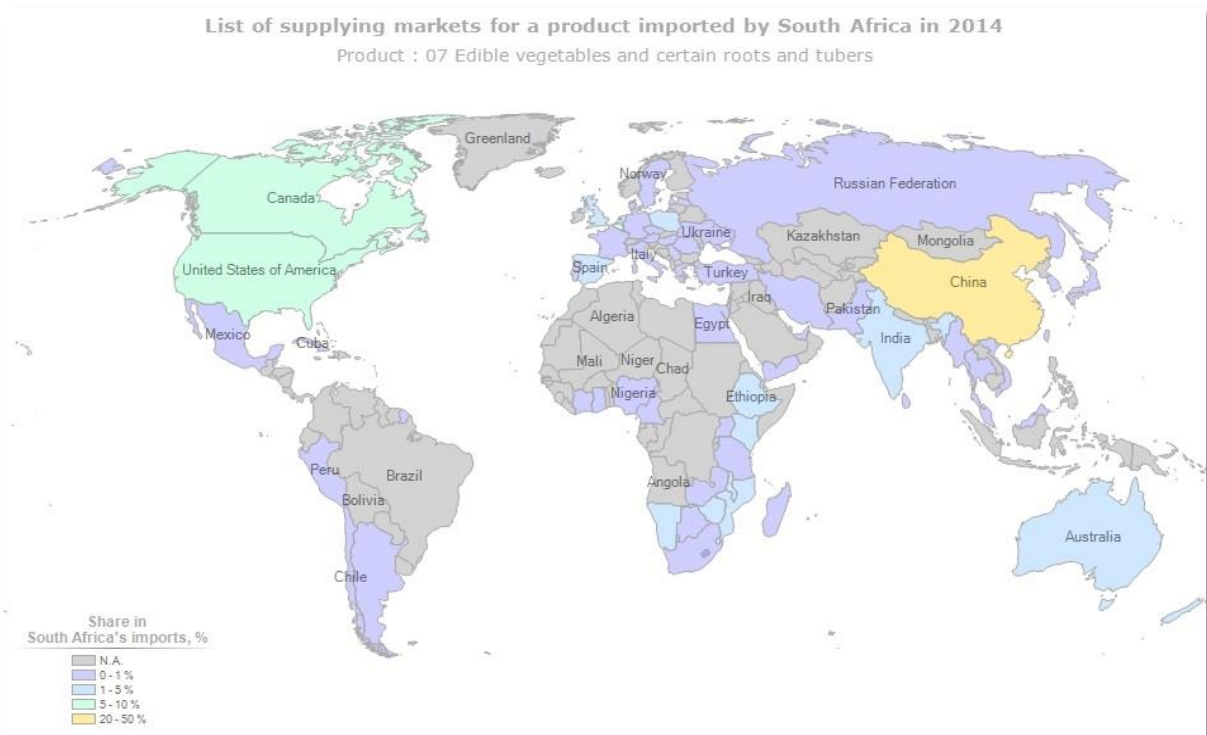 List of supplying markets for a product imported by South Africa in 2014
Product : 07 Edible vegetables and certain roots and tubers
Greenland
Norway
Russian Federation
Canada
Ukraine
Kazakhstan
Mongolia
Italy
United States of America
Spain
Turkey
China
Iraq
Pakistan
Algeria
Egypt
Mexico
India
Cuba
Mali
Niger
Chad
Nigeria
Ethiopia
Peru
Brazil
Angola
Bolivia
Australia
Chile
Share in
South Africa's imports, %
N.A.
0 - 1 %
1 - 5 %
5 - 10 %
20 - 50 %